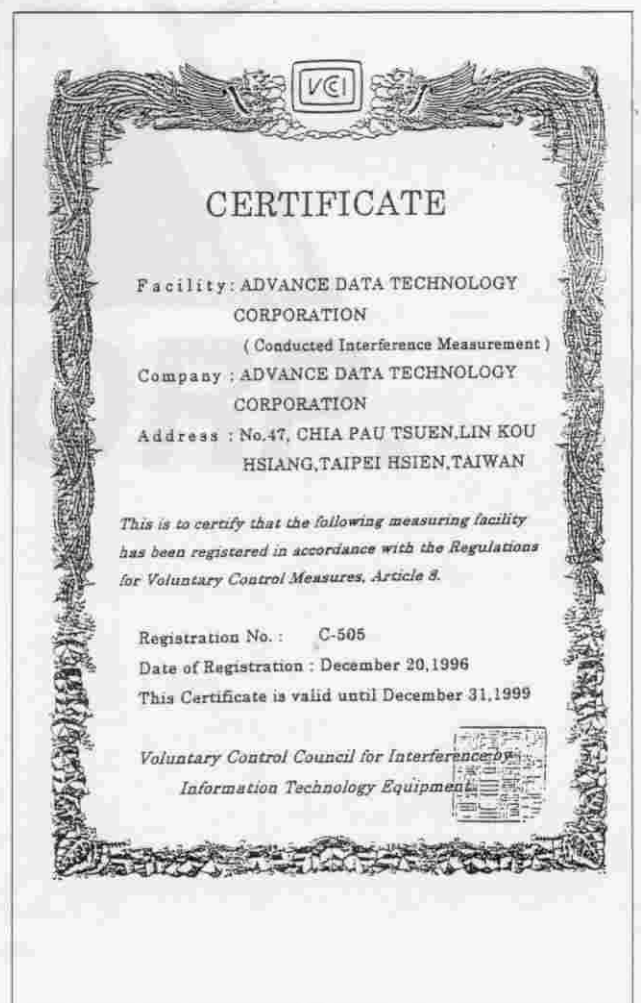 VCCI
CERTIFICATE
Facility: ADVANCE DATA TECHNOLOGY
CORPORATION
( Conducted Interference Measurement )
Company : ADVANCE DATA TECHNOLOGY
CORPORATION
Address : No.47, CHIA PAU TSUEN,LIN KOU
HSIANG,TAIPEI HSIEN,TAIWAN
This is to certify that the following measuring facility
has been registered in accordance with the Regulations
for Voluntary Control Measures, Article 8.
Registration No. : C-505
Date of Registration : December 20,1996
This Certificate is valid until December 31,1999
Voluntary Control Council for Interference by
Information Technology Equipment